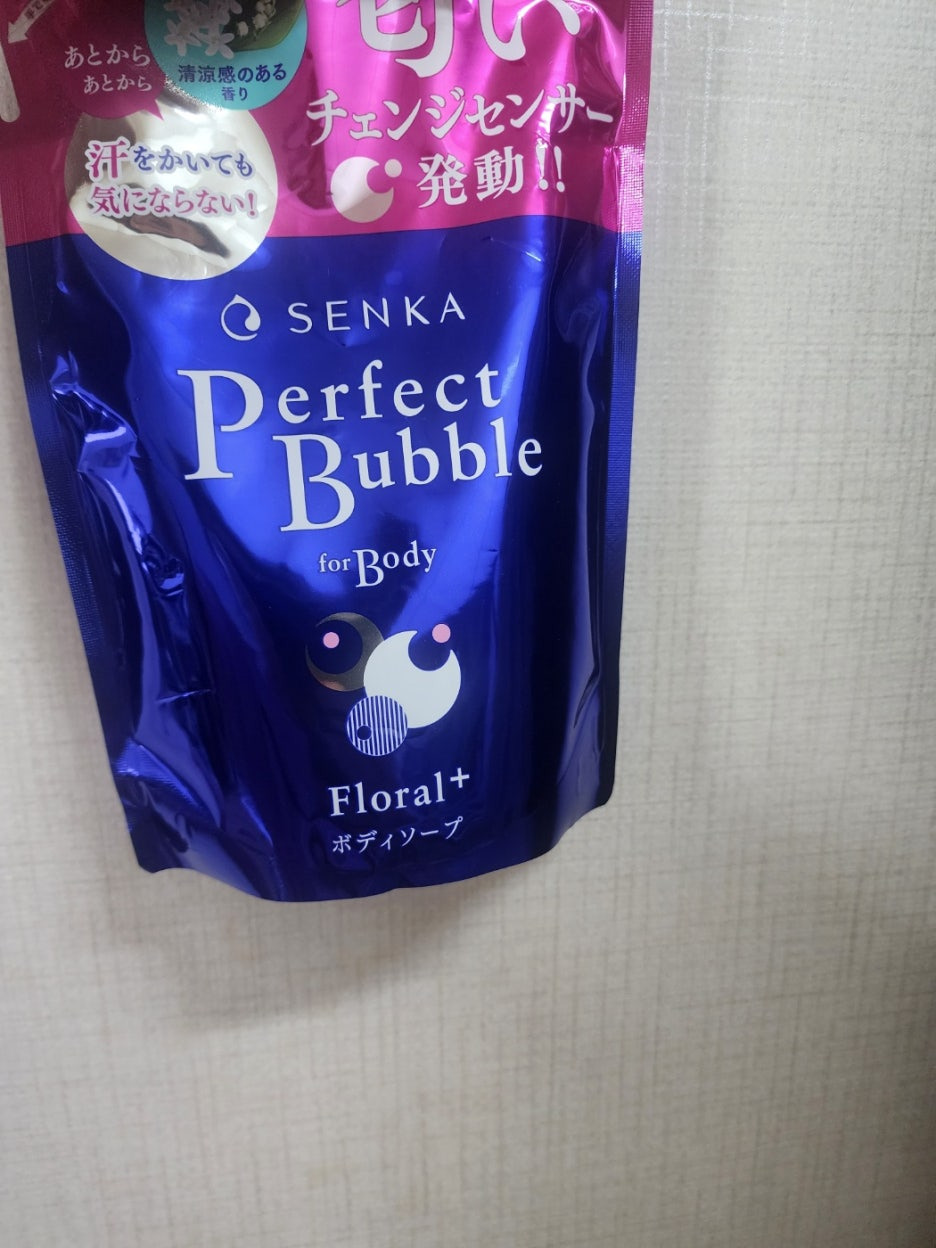 匂い
チェンジセンサー
発動!!
あとから
あとから
清涼感のある
香り
汗をかいても
気にならない!
SENKA
Perfect
Bubble
for Body
Floral+
ボディソープ